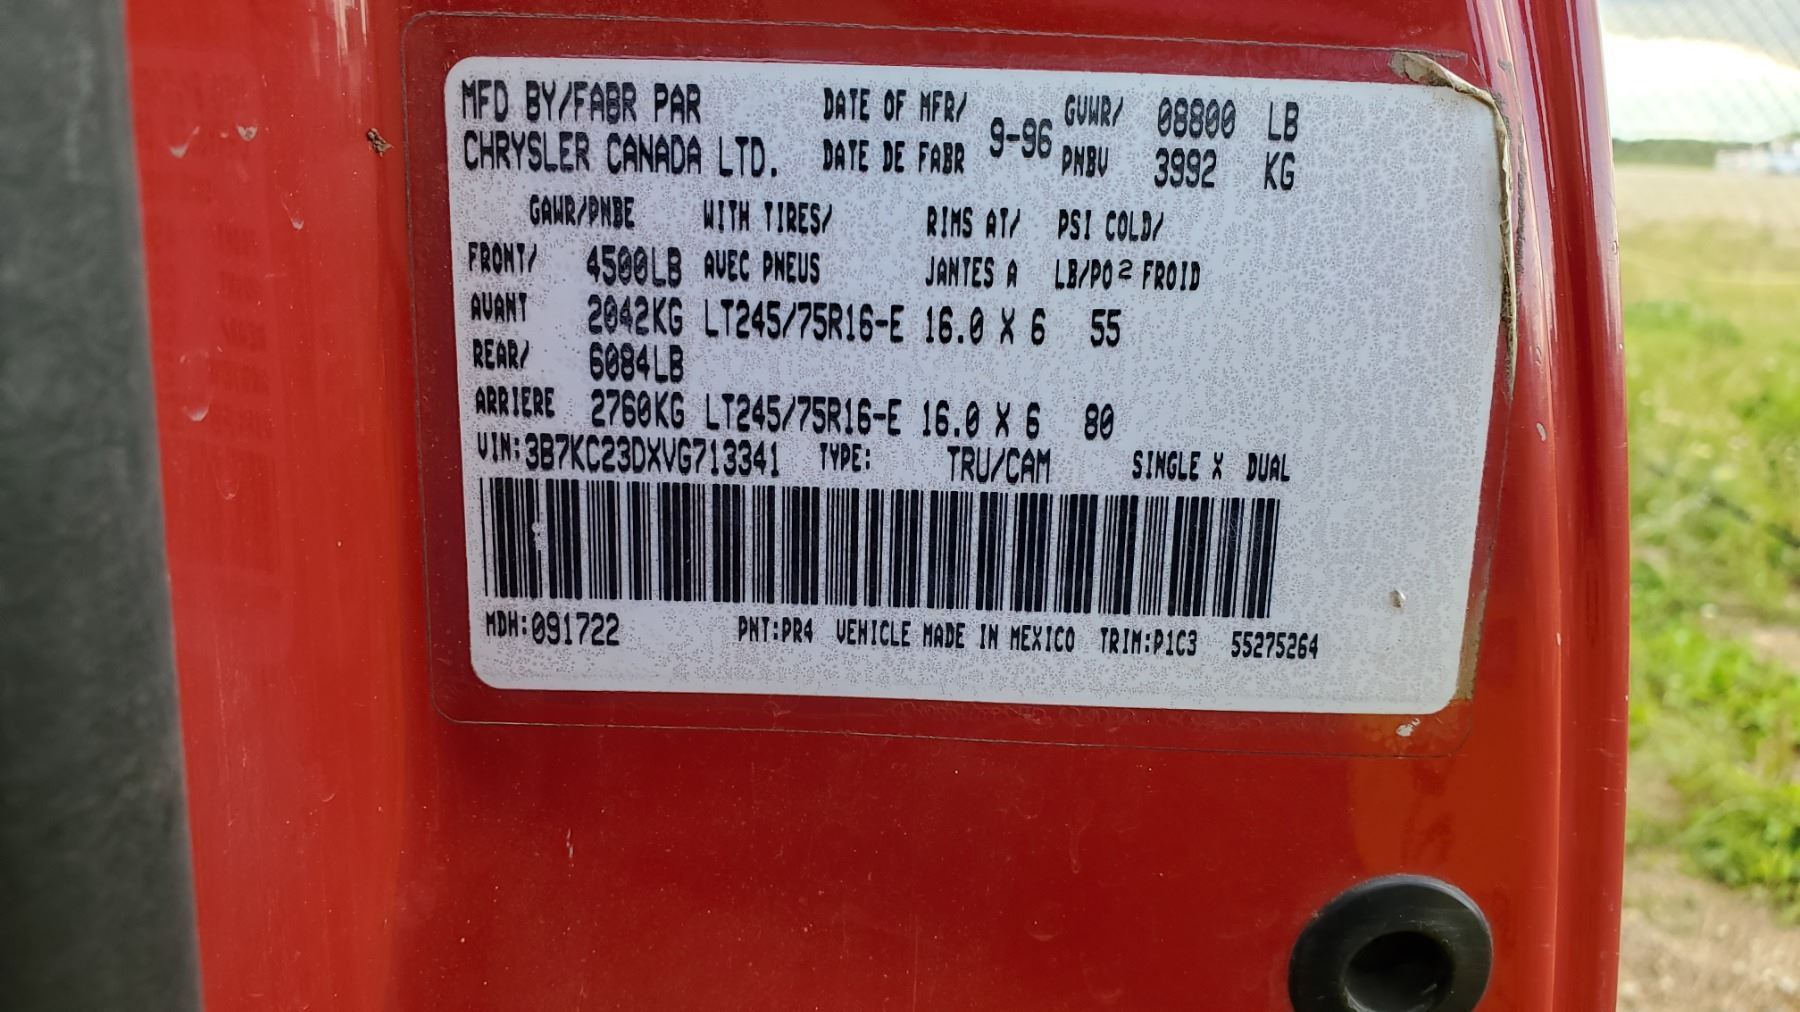 MFD BY/FABR PAR DATE OF MFR/ GVWR/ 08800 LB
CHRYSLER CANADA LTD. DATE DE FABR 9-96 PNBV 3992 KG
GAWR/PNBE WITH TIRES/ RIMS AT/ PSI COLD/
FRONT/ 4500LB AVEC PNEUS JANTES A LB/PO² FROID
AVANT 2042KG LT245/75R16-E 16.0 X 6 55
REAR/ 6084LB
ARRIERE 2760KG LT245/75R16-E 16.0 X 6 80
VIN:3B7KC23DXVG713341 TYPE: TRU/CAM SINGLE X DUAL
MDH:091722 PNT:PR4 VEHICLE MADE IN MEXICO TRIM:P1C3 55275264